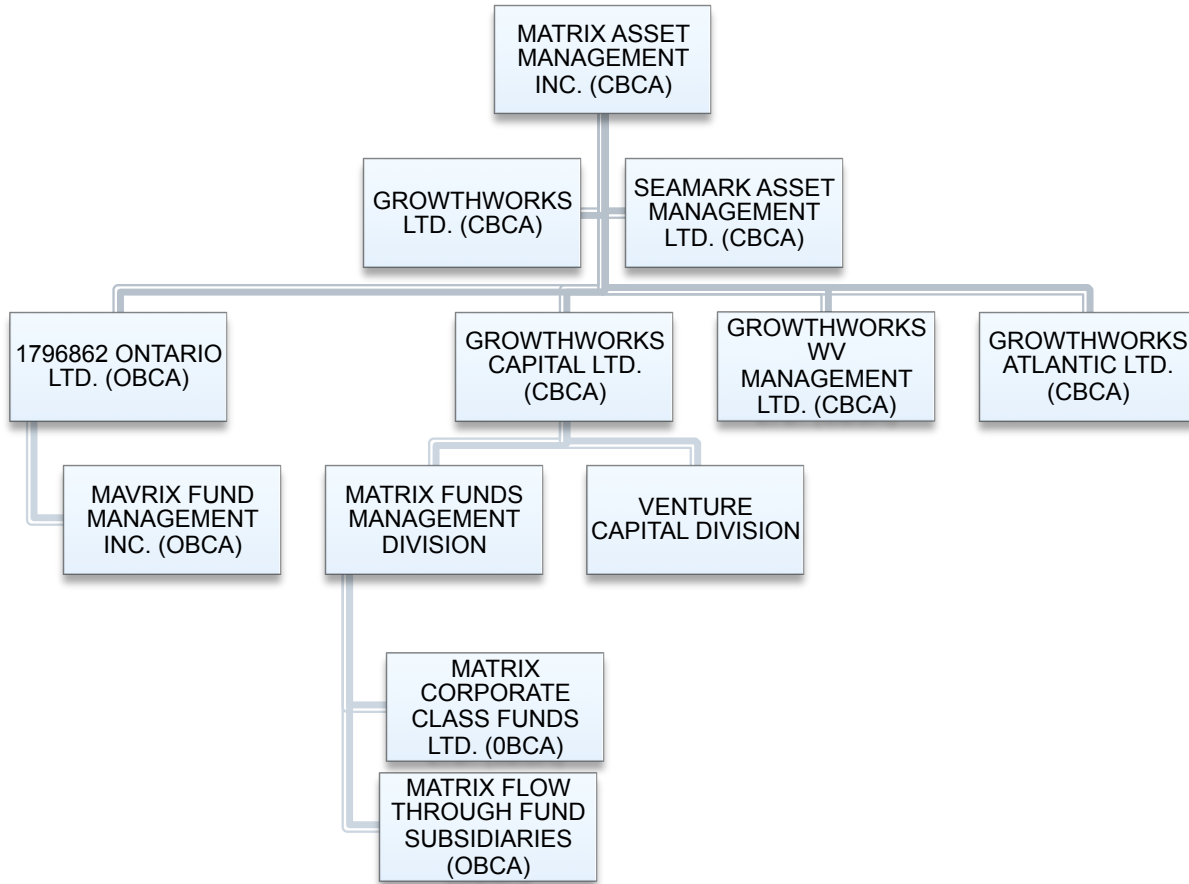 MATRIX ASSET
MANAGEMENT
INC. (CBCA)
GROWTHWORKS
LTD. (CBCA)
SEAMARK ASSET
MANAGEMENT
LTD. (CBCA)
1796862 ONTARIO
LTD. (OBCA)
GROWTHWORKS
CAPITAL LTD.
(CBCA)
GROWTHWORKS
WV
MANAGEMENT
LTD. (CBCA)
GROWTHWORKS
ATLANTIC LTD.
(CBCA)
MAVRIX FUND
MANAGEMENT
INC. (OBCA)
MATRIX FUNDS
MANAGEMENT
DIVISION
VENTURE
CAPITAL DIVISION
MATRIX
CORPORATE
CLASS FUNDS
LTD. (0BCA)
MATRIX FLOW
THROUGH FUND
SUBSIDIARIES
(OBCA)